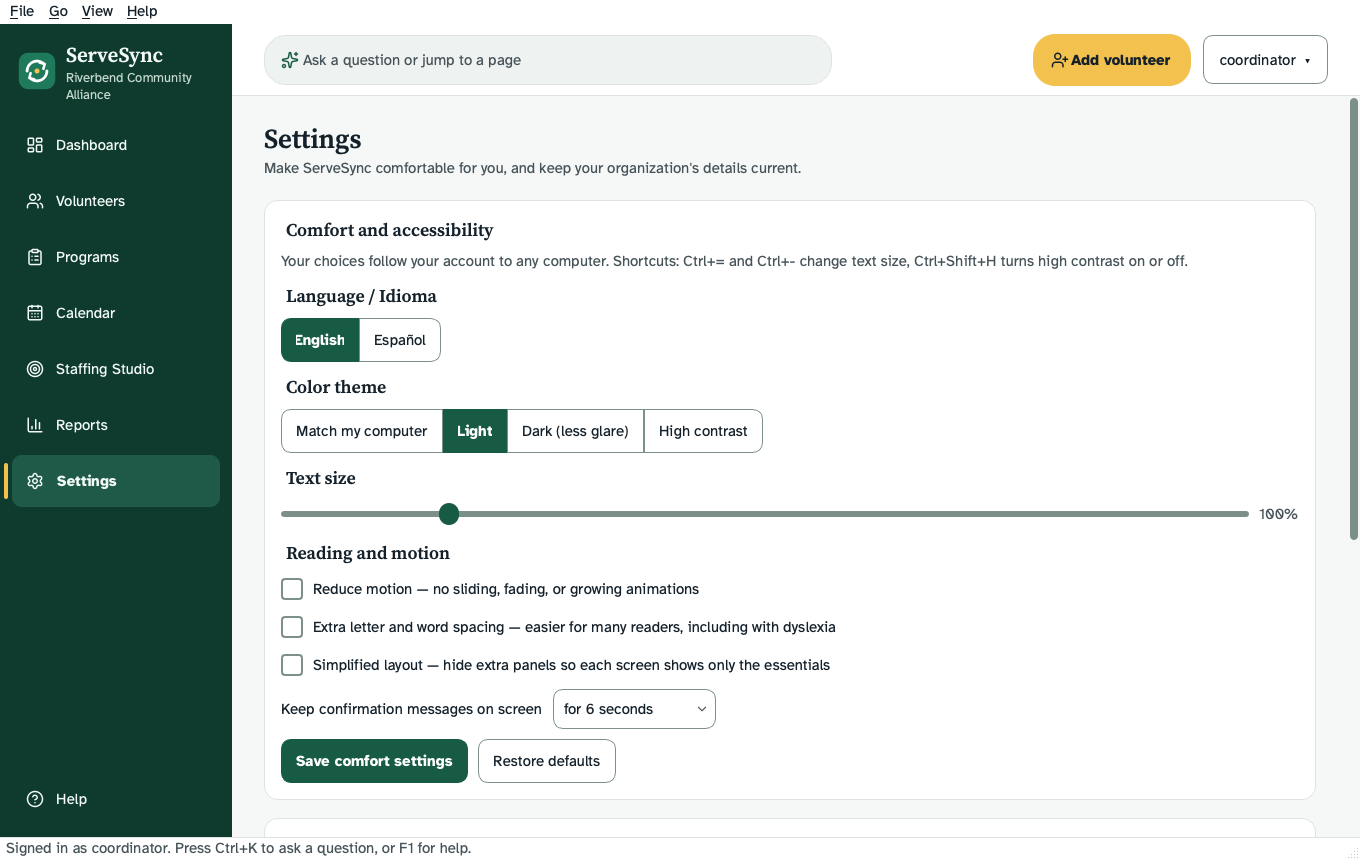 File Go View Help
ServeSync
Riverbend Community
Alliance
Ask a question or jump to a page
Add volunteer
coordinator
Dashboard
Volunteers
Programs
Calendar
Staffing Studio
Reports
Settings
Help
Settings
Make ServeSync comfortable for you, and keep your organization's details current.
Comfort and accessibility
Your choices follow your account to any computer. Shortcuts: Ctrl+= and Ctrl+- change text size, Ctrl+Shift+H turns high contrast on or off.
Language / Idioma
English Español
Color theme
Match my computer Light Dark (less glare) High contrast
Text size
100%
Reading and motion
Reduce motion — no sliding, fading, or growing animations
Extra letter and word spacing — easier for many readers, including with dyslexia
Simplified layout — hide extra panels so each screen shows only the essentials
Keep confirmation messages on screen for 6 seconds
Save comfort settings Restore defaults
Signed in as coordinator. Press Ctrl+K to ask a question, or F1 for help.